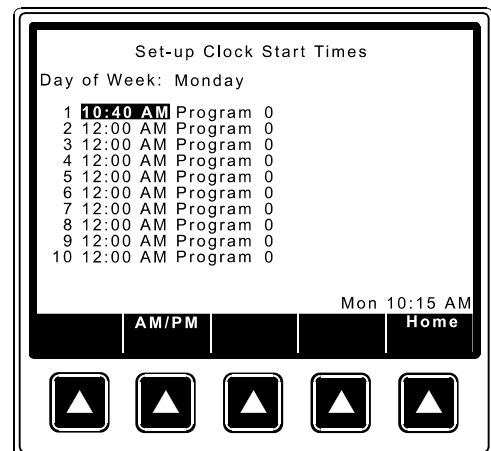 Set-up Clock Start Times
Day of Week: Monday
1 10:40 AM Program 0
2 12:00 AM Program 0
3 12:00 AM Program 0
4 12:00 AM Program 0
5 12:00 AM Program 0
6 12:00 AM Program 0
7 12:00 AM Program 0
8 12:00 AM Program 0
9 12:00 AM Program 0
10 12:00 AM Program 0
Mon 10:15 AM
AM/PM Home